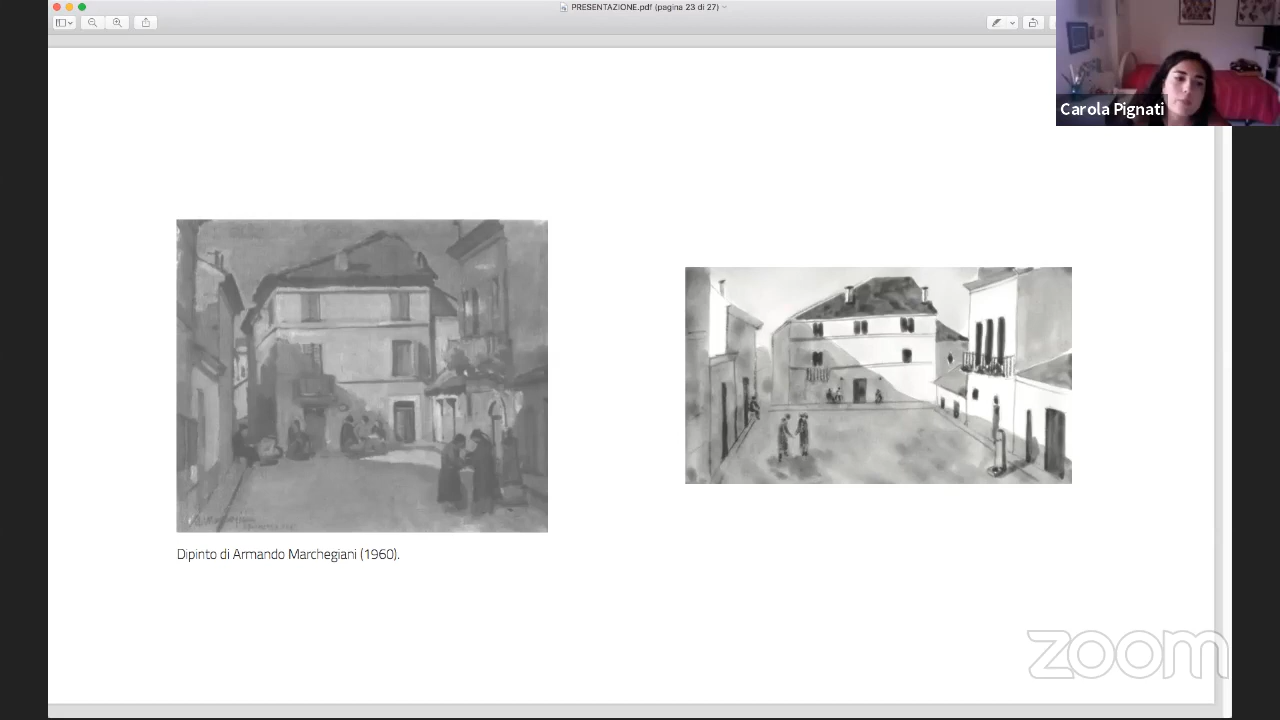 PRESENTAZIONE.pdf (pagina 23 di 27)
Carola Pignati
Dipinto di Armando Marchegiani (1960).
zoom